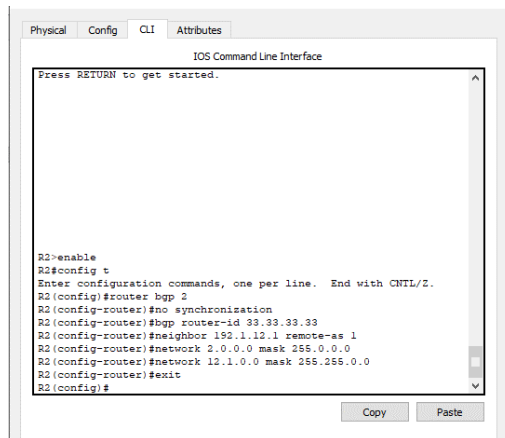 Physical Config CLI Attributes
IOS Command Line Interface
Press RETURN to get started.
R2>enable
R2#config t
Enter configuration commands, one per line.  End with CNTL/Z.
R2(config)#router bgp 2
R2(config-router)#no synchronization
R2(config-router)#bgp router-id 33.33.33.33
R2(config-router)#neighbor 192.1.12.1 remote-as 1
R2(config-router)#network 2.0.0.0 mask 255.0.0.0
R2(config-router)#network 12.1.0.0 mask 255.255.0.0
R2(config-router)#exit
R2(config)#
Copy Paste